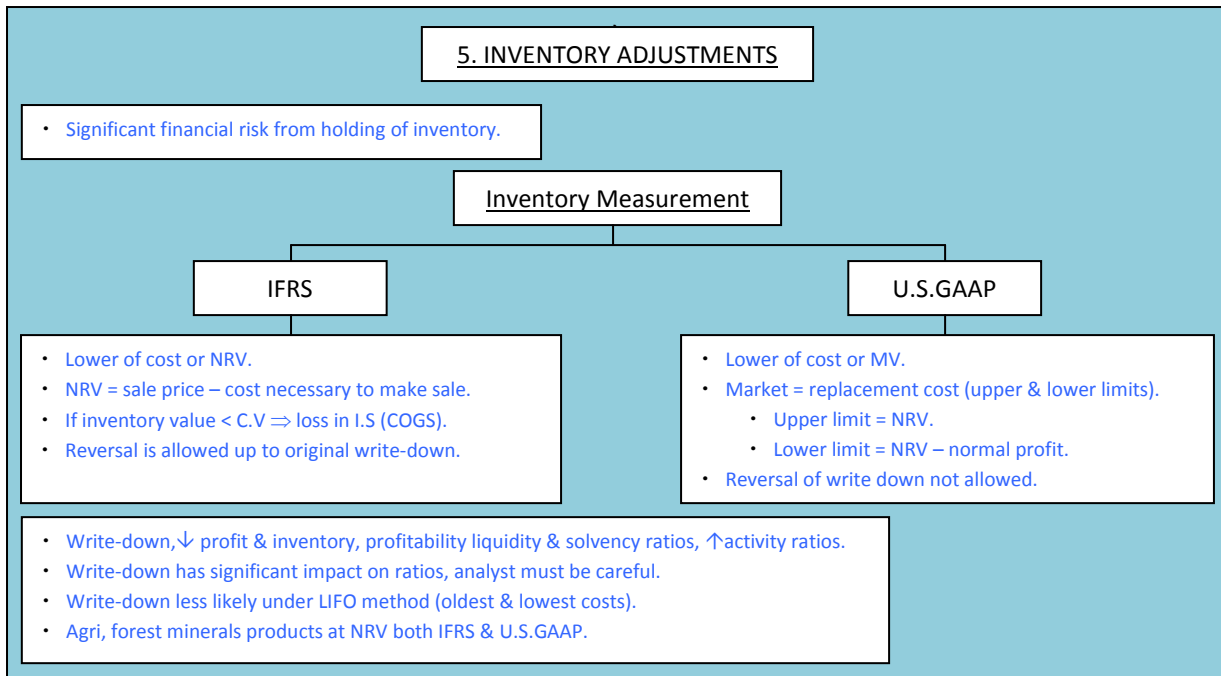 5. INVENTORY ADJUSTMENTS
• Significant financial risk from holding of inventory.
Inventory Measurement
IFRS
• Lower of cost or NRV.
• NRV = sale price – cost necessary to make sale.
• If inventory value < C.V ⇒ loss in I.S (COGS).
• Reversal is allowed up to original write-down.
U.S.GAAP
• Lower of cost or MV.
• Market = replacement cost (upper & lower limits).
• Upper limit = NRV.
• Lower limit = NRV – normal profit.
• Reversal of write down not allowed.
• Write-down,↓ profit & inventory, profitability liquidity & solvency ratios, ↑activity ratios.
• Write-down has significant impact on ratios, analyst must be careful.
• Write-down less likely under LIFO method (oldest & lowest costs).
• Agri, forest minerals products at NRV both IFRS & U.S.GAAP.